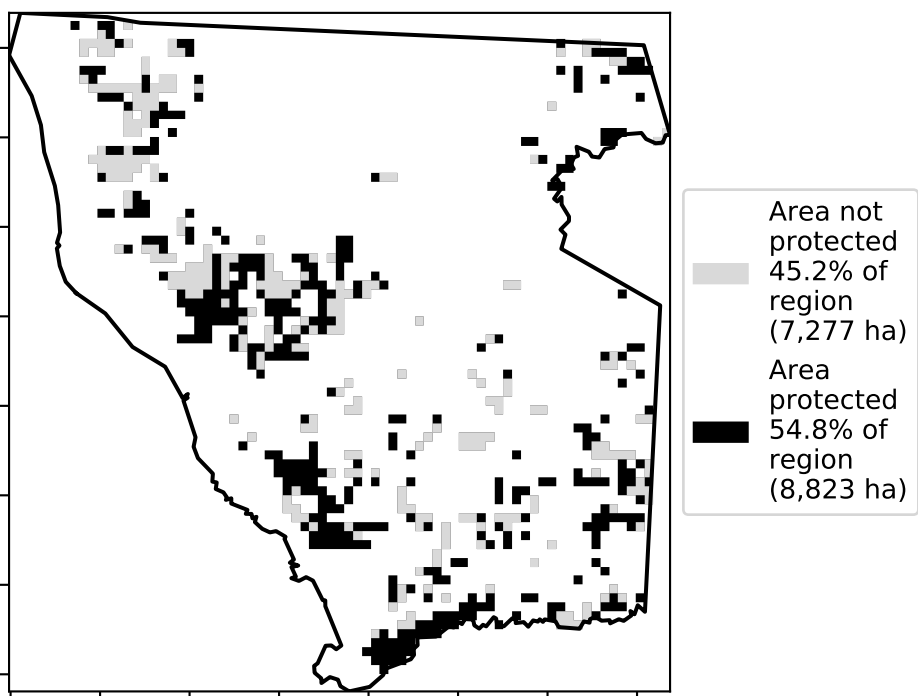 Area not
protected
45.2% of
region
(7,277 ha)
Area
protected
54.8% of
region
(8,823 ha)